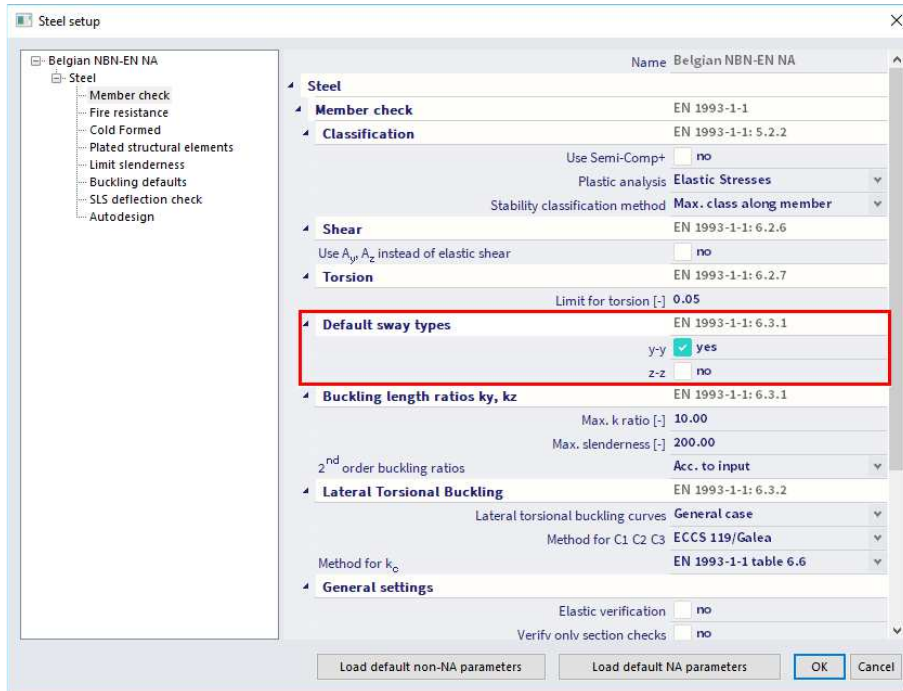 Steel setup
Belgian NBN-EN NA
Steel
Member check
Fire resistance
Cold Formed
Plated structural elements
Limit slenderness
Buckling defaults
SLS deflection check
Autodesign
Name Belgian NBN-EN NA
Steel
Member check EN 1993-1-1
Classification EN 1993-1-1: 5.2.2
Use Semi-Comp+ no
Plastic analysis Elastic Stresses
Stability classification method Max. class along member
Shear EN 1993-1-1: 6.2.6
Use Ay, Az instead of elastic shear no
Torsion EN 1993-1-1: 6.2.7
Limit for torsion [-] 0.05
Default sway types EN 1993-1-1: 6.3.1
y-y yes
z-z no
Buckling length ratios ky, kz EN 1993-1-1: 6.3.1
Max. k ratio [-] 10.00
Max. slenderness [-] 200.00
2nd order buckling ratios Acc. to input
Lateral Torsional Buckling EN 1993-1-1: 6.3.2
Lateral torsional buckling curves General case
Method for C1 C2 C3 ECCS 119/Galea
Method for kc EN 1993-1-1 table 6.6
General settings
Elastic verification no
Verify only section checks no
Load default non-NA parameters Load default NA parameters OK Cancel